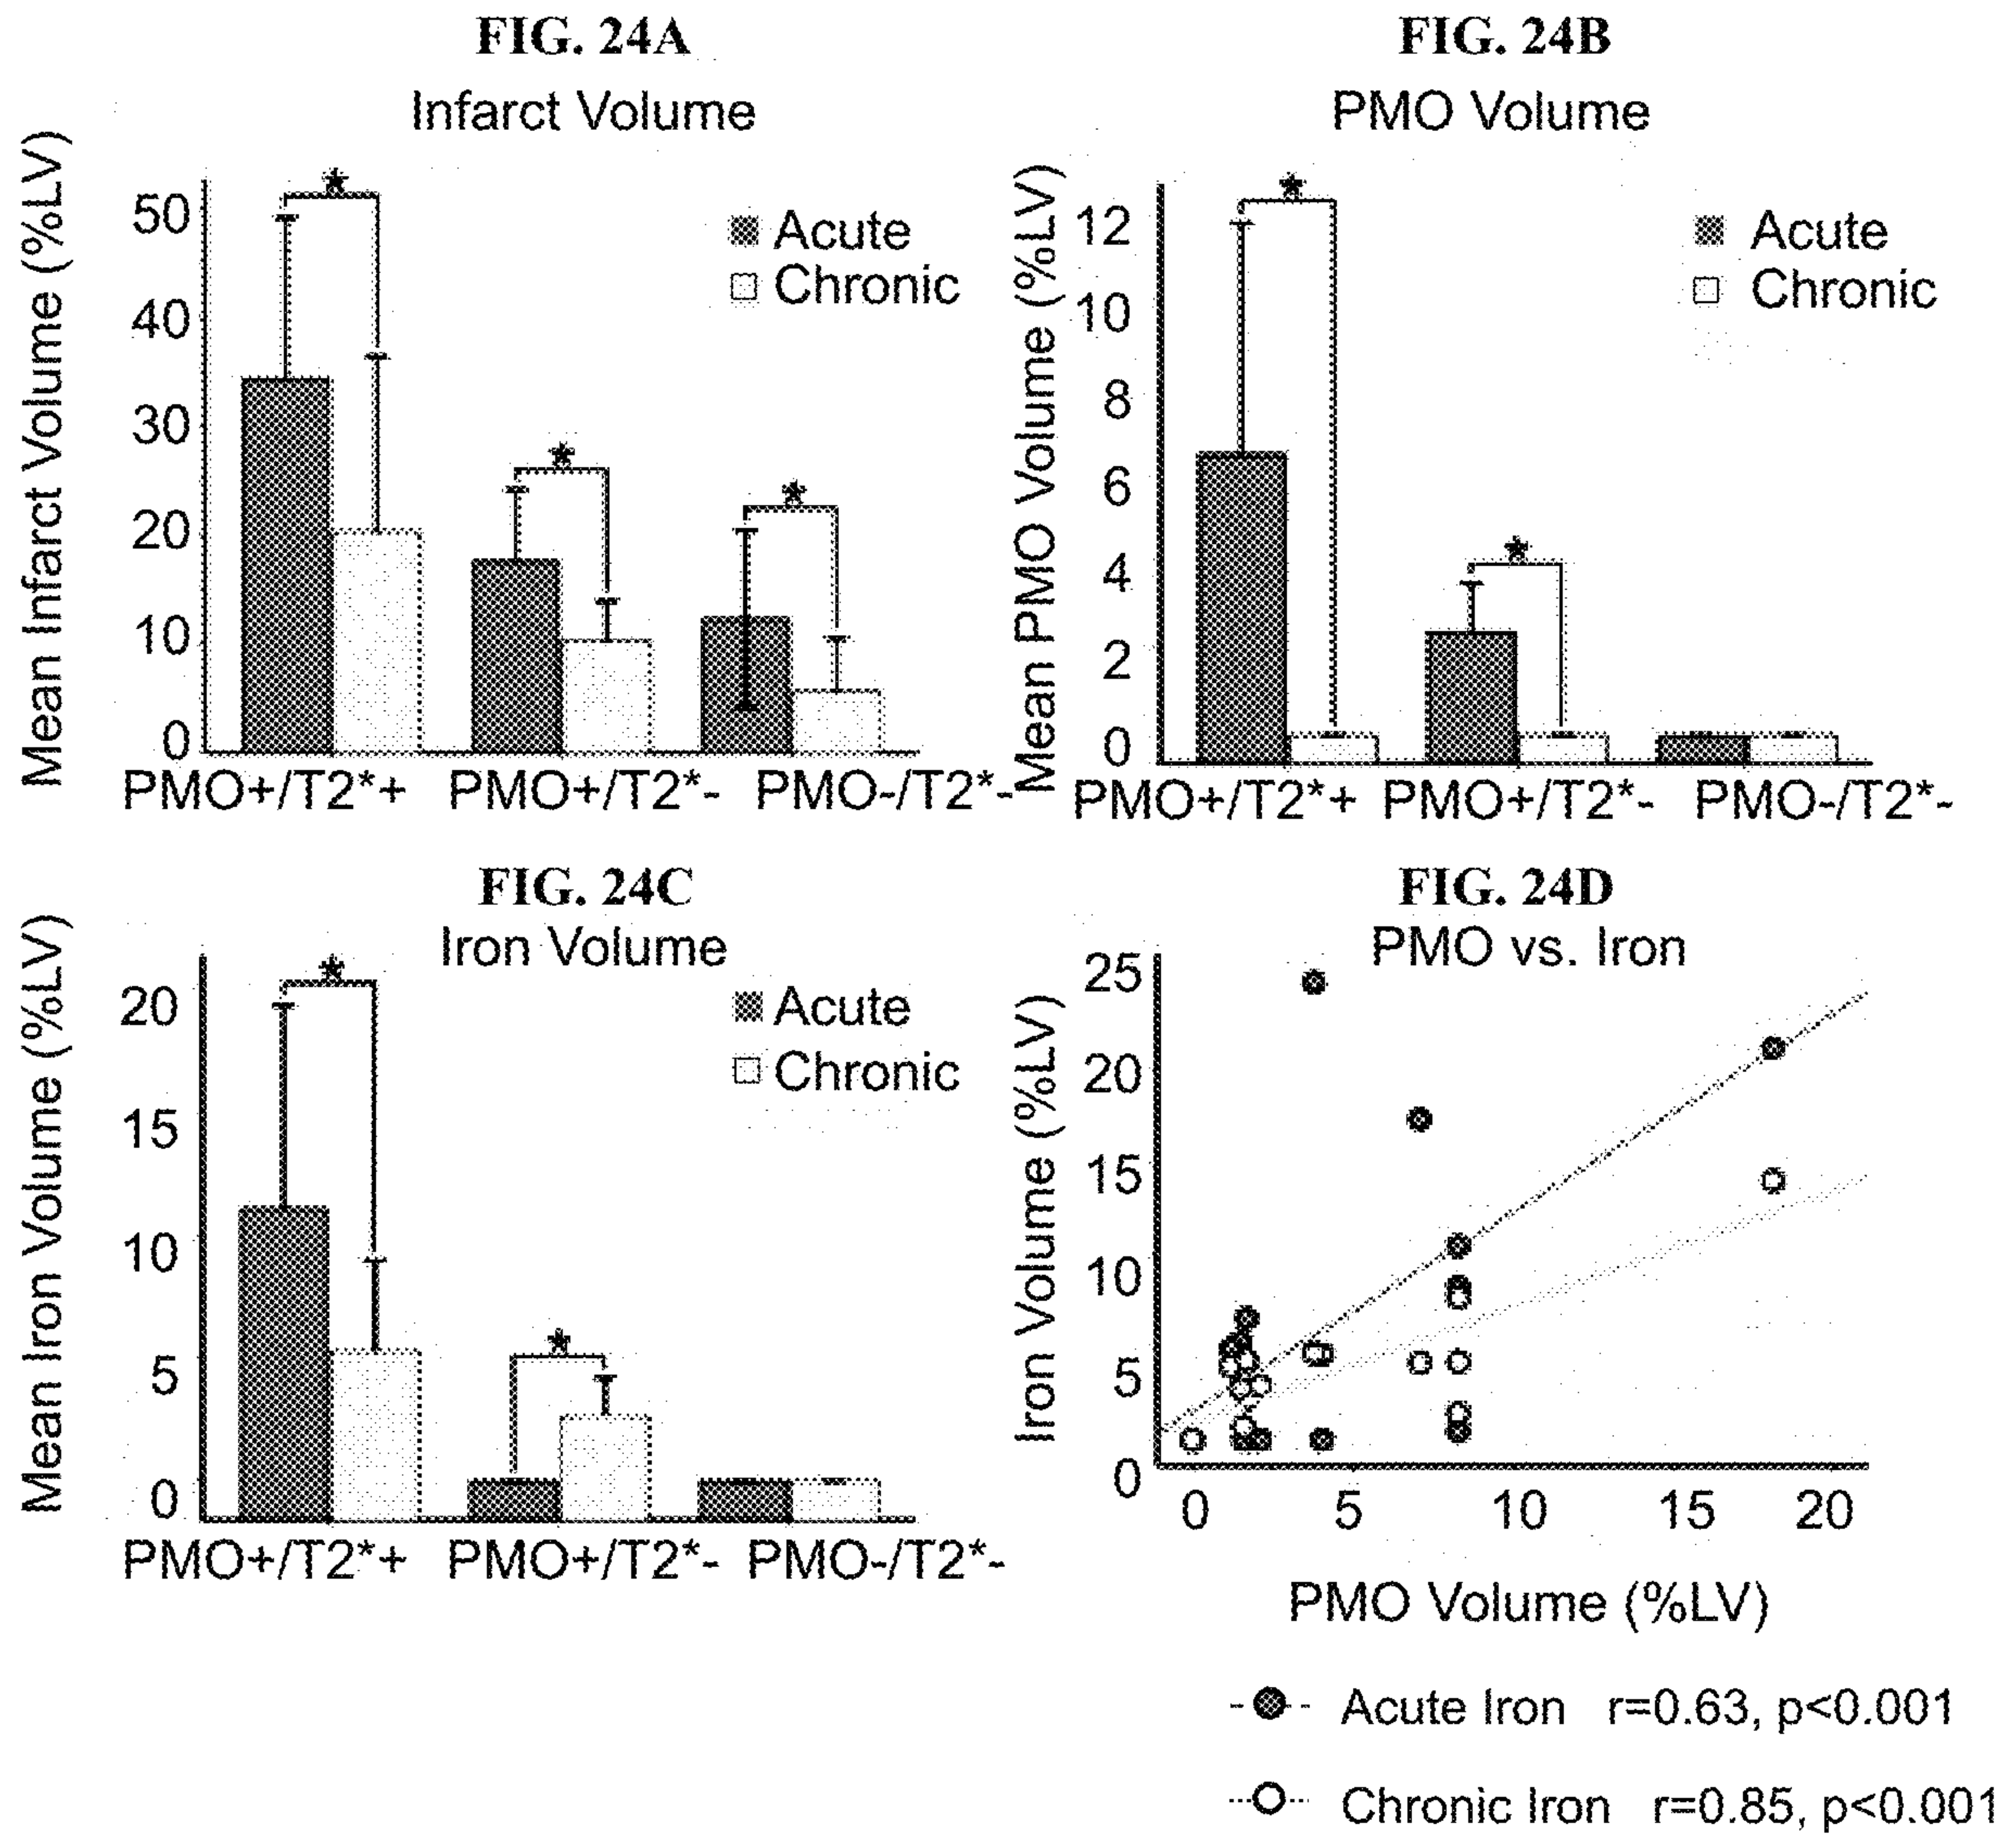 FIG. 24A
Infarct Volume
Mean Infarct Volume (%LV)
50
40
30
20
10
0
*
*
*
Acute
Chronic
PMO+/T2*+ PMO+/T2*- PMO-/T2*-
FIG. 24B
PMO Volume
Mean PMO Volume (%LV)
12
10
8
6
4
2
0
*
*
Acute
Chronic
PMO+/T2*+ PMO+/T2*- PMO-/T2*-
FIG. 24C
Iron Volume
Mean Iron Volume (%LV)
20
15
10
5
0
*
*
Acute
Chronic
PMO+/T2*+ PMO+/T2*- PMO-/T2*-
FIG. 24D
PMO vs. Iron
Iron Volume (%LV)
25
20
15
10
5
0
0 5 10 15 20
PMO Volume (%LV)
Acute Iron r=0.63, p<0.001
Chronic Iron r=0.85, p<0.001